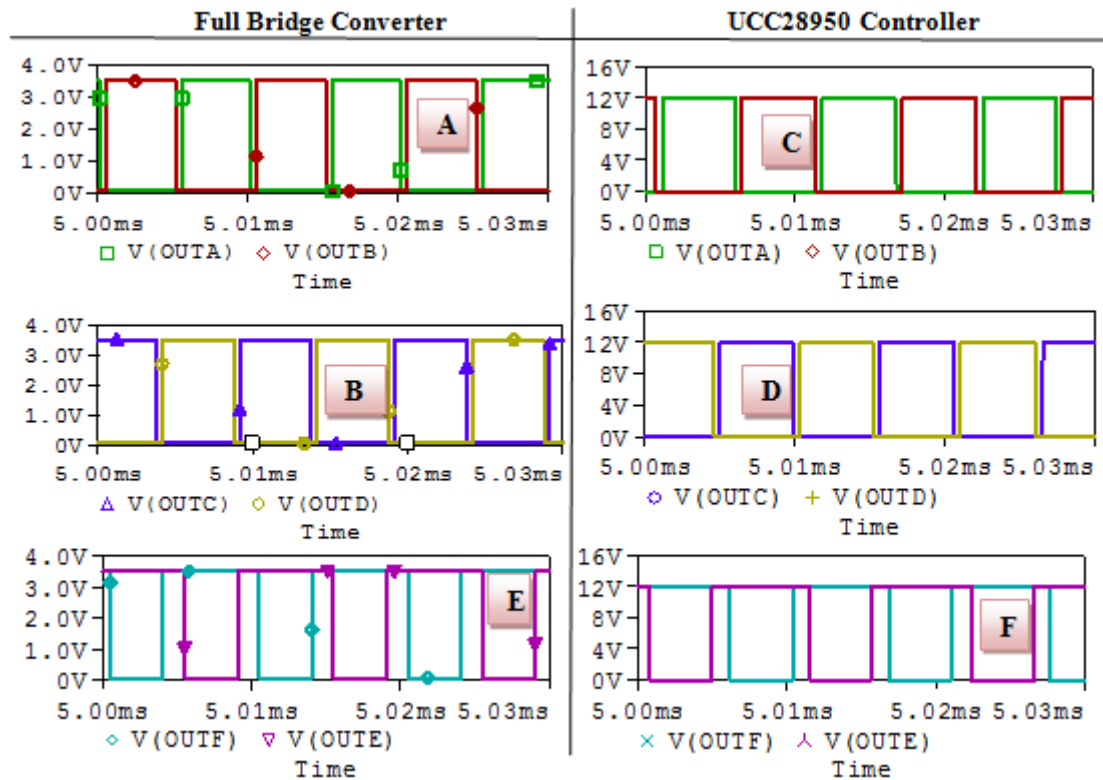 Full Bridge Converter
UCC28950 Controller
4.0V
3.0V
2.0V
1.0V
0V
A
5.00ms 5.01ms 5.02ms 5.03ms
V(OUTA) V(OUTB)
Time
16V
12V
8V
4V
0V
C
5.00ms 5.01ms 5.02ms 5.03ms
V(OUTA) V(OUTB)
Time
4.0V
3.0V
2.0V
1.0V
0V
B
5.00ms 5.01ms 5.02ms 5.03ms
V(OUTC) V(OUTD)
Time
16V
12V
8V
4V
0V
D
5.00ms 5.01ms 5.02ms 5.03ms
V(OUTC) V(OUTD)
Time
4.0V
3.0V
2.0V
1.0V
0V
E
5.00ms 5.01ms 5.02ms 5.03ms
V(OUTF) V(OUTE)
Time
16V
12V
8V
4V
0V
F
5.00ms 5.01ms 5.02ms 5.03ms
V(OUTF) V(OUTE)
Time